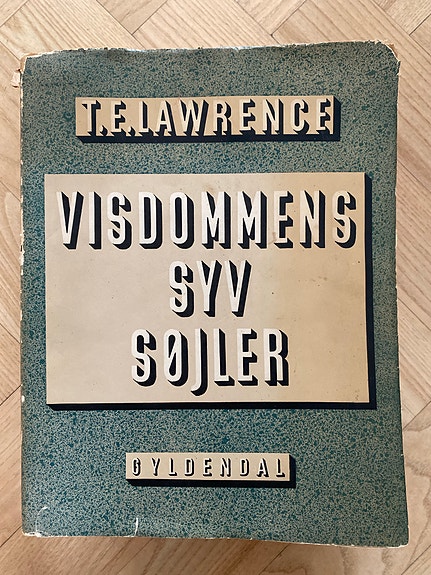 T.E.LAWRENCE
VISDOMMENS
SYV
SØJLER
GYLDENDAL